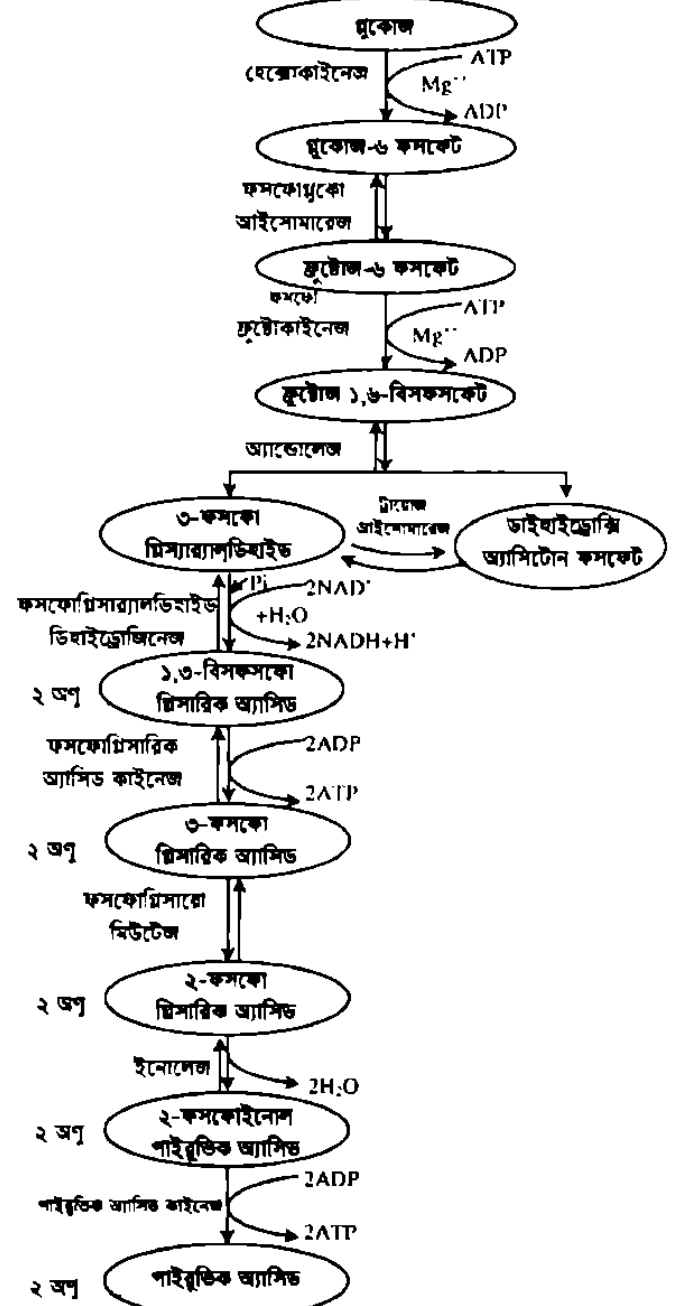 গ্লুকোজ
হেক্সোকাইনেজ
ATP
Mg⁺⁺
ADP
গ্লুকোজ-৬ ফসফেট
ফসফোগ্লুকো
আইসোমারেজ
ফ্রুক্টোজ-৬ ফসফেট
ফসফো
ফ্রুক্টোকাইনেজ
ATP
Mg⁺⁺
ADP
ফ্রুক্টোজ ১,৬-বিসফসফেট
অ্যান্ডোলেজ
৩-ফসফো
গ্লিস্যার‍্যালডিহাইড
ট্রায়োজ
আইসোমারেজ
ডাইহাইড্রোক্সি
অ্যাসিটোন ফসফেট
Pi
2NAD⁺
+H₂O
2NADH+H⁺
ফসফোগ্লিসার‍্যালডিহাইড
ডিহাইড্রোজিনেজ
২ অণু
১,৩-বিসফসফো
গ্লিসারিক অ্যাসিড
ফসফোগ্লিসারিক
অ্যাসিড কাইনেজ
2ADP
2ATP
২ অণু
৩-ফসফো
গ্লিসারিক অ্যাসিড
ফসফোগ্লিসারো
মিউটেজ
২ অণু
২-ফসফো
গ্লিসারিক অ্যাসিড
ইনোলেজ
2H₂O
২ অণু
২-ফসফোইনোল
পাইরুভিক অ্যাসিড
পাইরুভিক অ্যাসিড কাইনেজ
2ADP
2ATP
২ অণু
পাইরুভিক অ্যাসিড